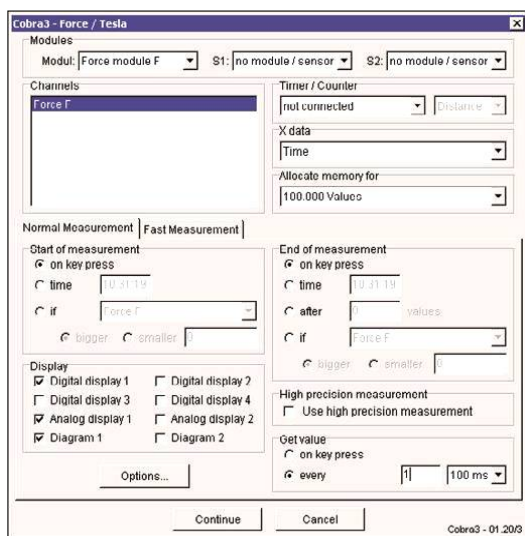 Cobra3 - Force / Tesla
Modules
Modul: Force module F S1: no module / sensor S2: no module / sensor
Channels
Force F
Timer / Counter
not connected Distance
X data
Time
Allocate memory for
100.000 Values
Normal Measurement Fast Measurement
Start of measurement
on key press
time 10:31:19
if Force F
bigger smaller 0
End of measurement
on key press
time 10:31:19
after 0 values
if Force F
bigger smaller 0
Display
Digital display 1 Digital display 2
Digital display 3 Digital display 4
Analog display 1 Analog display 2
Diagram 1 Diagram 2
Options...
High precision measurement
Use high precision measurement
Get value
on key press
every 1 100 ms
Continue Cancel
Cobra3 - 01.20/3